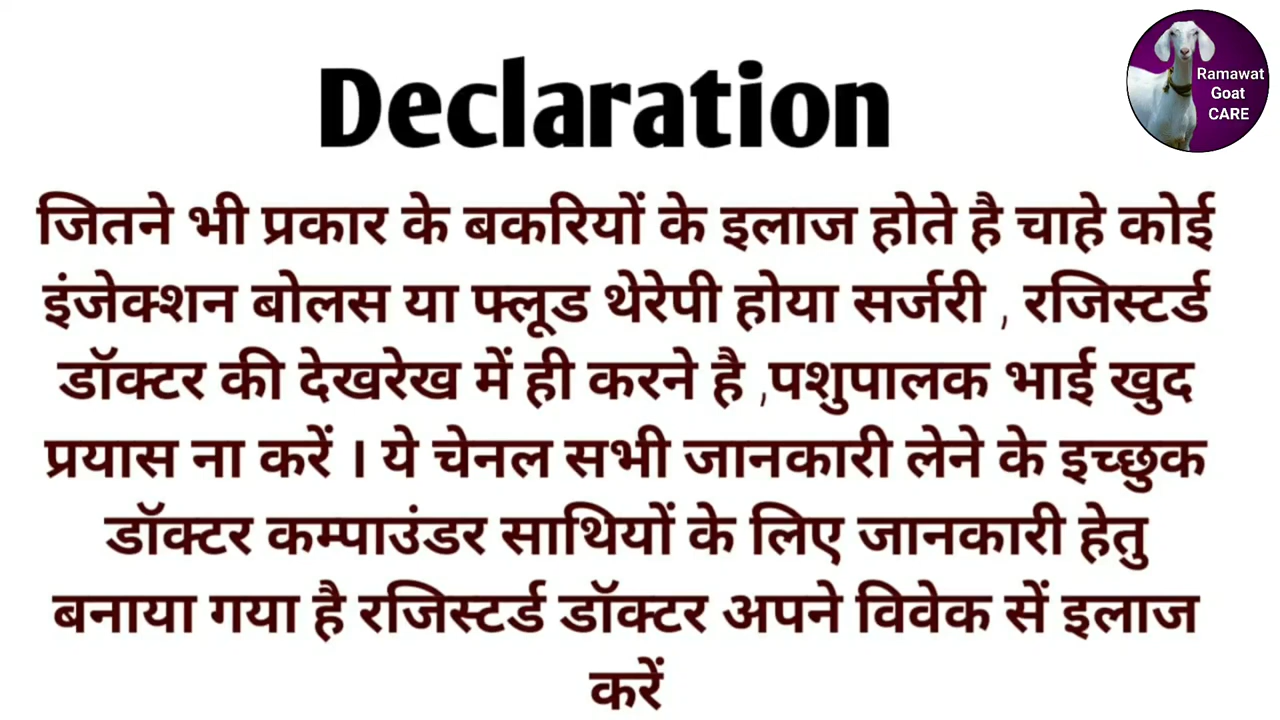 Declaration
Ramawat
Goat
CARE
जितने भी प्रकार के बकरियों के इलाज होते है चाहे कोई
इंजेक्शन बोलस या फ्लूड थेरेपी होया सर्जरी , रजिस्टर्ड
डॉक्टर की देखरेख में ही करने है ,पशुपालक भाई खुद
प्रयास ना करें । ये चेनल सभी जानकारी लेने के इच्छुक
डॉक्टर कम्पाउंडर साथियों के लिए जानकारी हेतु
बनाया गया है रजिस्टर्ड डॉक्टर अपने विवेक सें इलाज
करें